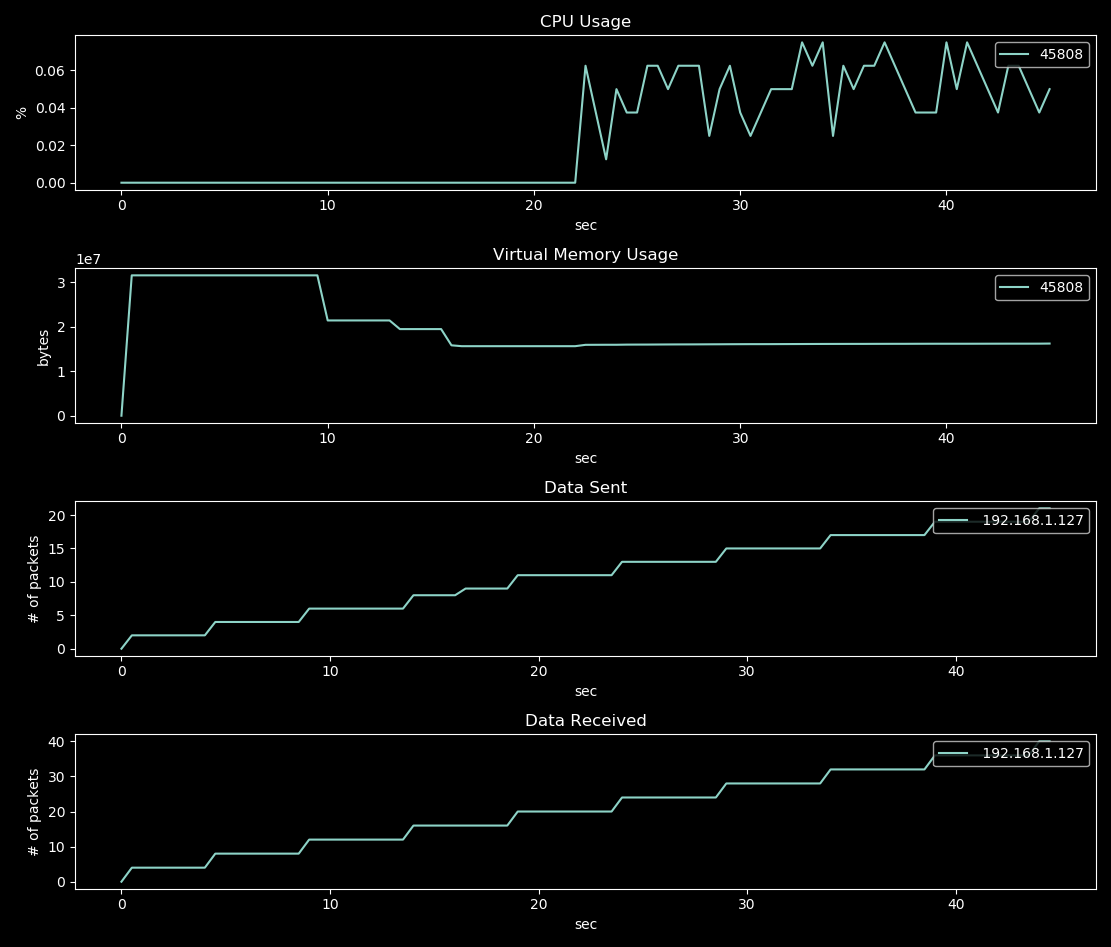 CPU Usage
45808
0.06
0.04
0.02
0.00
%
0 10 20 30 40
sec
Virtual Memory Usage
1e7
45808
3
2
1
0
bytes
0 10 20 30 40
sec
Data Sent
192.168.1.127
20
15
10
5
0
# of packets
0 10 20 30 40
sec
Data Received
192.168.1.127
40
30
20
10
0
# of packets
0 10 20 30 40
sec